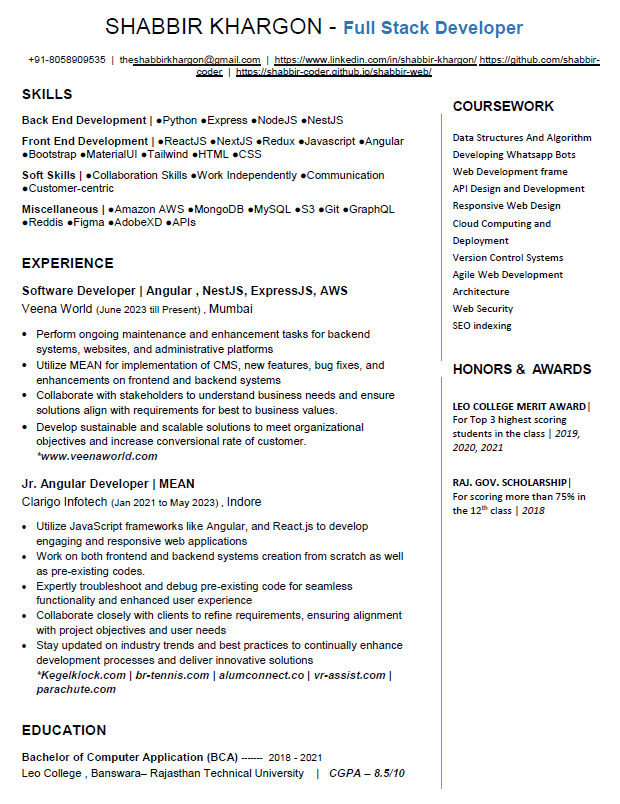 SHABBIR KHARGON - Full Stack Developer
+91-8058909535 | theshabbirkhargon@gmail.com | https://www.linkedin.com/in/shabbir-khargon/ https://github.com/shabbir-
coder | https://shabbir-coder.github.io/shabbir-web/
SKILLS
Back End Development | ●Python ●Express ●NodeJS ●NestJS
Front End Development | ●ReactJS ●NextJS ●Redux ●Javascript ●Angular
●Bootstrap ●MaterialUI ●Tailwind ●HTML ●CSS
Soft Skills | ●Collaboration Skills ●Work Independently ●Communication
●Customer-centric
Miscellaneous | ●Amazon AWS ●MongoDB ●MySQL ●S3 ●Git ●GraphQL
●Reddis ●Figma ●AdobeXD ●APIs
EXPERIENCE
Software Developer | Angular , NestJS, ExpressJS, AWS
Veena World (June 2023 till Present) , Mumbai
• Perform ongoing maintenance and enhancement tasks for backend
systems, websites, and administrative platforms
• Utilize MEAN for implementation of CMS, new features, bug fixes, and
enhancements on frontend and backend systems
• Collaborate with stakeholders to understand business needs and ensure
solutions align with requirements for best to business values.
• Develop sustainable and scalable solutions to meet organizational
objectives and increase conversional rate of customer.
*www.veenaworld.com
Jr. Angular Developer | MEAN
Clarigo Infotech (Jan 2021 to May 2023) , Indore
• Utilize JavaScript frameworks like Angular, and React.js to develop
engaging and responsive web applications
• Work on both frontend and backend systems creation from scratch as well
as pre-existing codes.
• Expertly troubleshoot and debug pre-existing code for seamless
functionality and enhanced user experience
• Collaborate closely with clients to refine requirements, ensuring alignment
with project objectives and user needs
• Stay updated on industry trends and best practices to continually enhance
development processes and deliver innovative solutions
*Kegelklock.com | br-tennis.com | alumconnect.co | vr-assist.com |
parachute.com
EDUCATION
Bachelor of Computer Application (BCA) ------- 2018 - 2021
Leo College , Banswara– Rajasthan Technical University | CGPA – 8.5/10
COURSEWORK
Data Structures And Algorithm
Developing Whatsapp Bots
Web Development frame
API Design and Development
Responsive Web Design
Cloud Computing and
Deployment
Version Control Systems
Agile Web Development
Architecture
Web Security
SEO indexing
HONORS & AWARDS
LEO COLLEGE MERIT AWARD|
For Top 3 highest scoring
students in the class | 2019,
2020, 2021
RAJ. GOV. SCHOLARSHIP|
For scoring more than 75% in
the 12th class | 2018